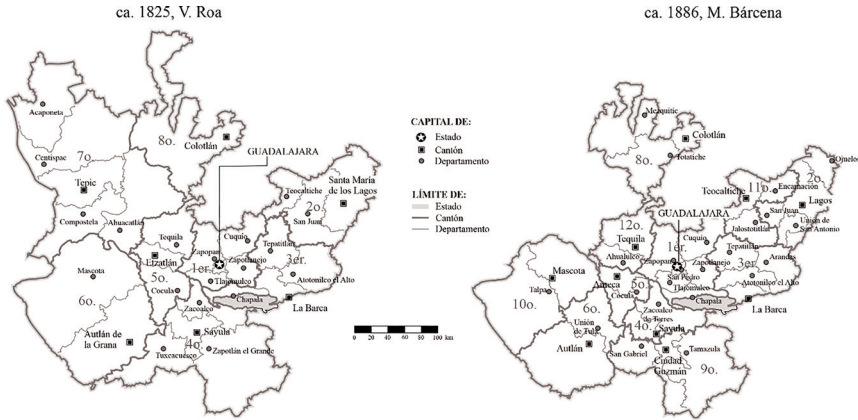 ca. 1825, V. Roa
Acaponeta
7o.
Centispac
Tepic
Compostela
Ahuacatlán
8o.
Colotlán
GUADALAJARA
Santa María
de los Lagos
Teocaltiche
2o.
San Juan
Tequila
Etzatlán
Cuquío
Tepatitlán
Zapopan
Zapotlanejo
3er.
1er.
Tlajomulco
Atotonilco el Alto
5o.
Cocula
Chapala
La Barca
Mascota
6o.
Zacoalco
Autlán de
la Grana
Sayula
4o.
Tuxcacuesco
Zapotlán el Grande
CAPITAL DE:
Estado
Cantón
Departamento
LÍMITE DE:
Estado
Cantón
Departamento
0 20 40 60 80 100 km
ca. 1886, M. Bárcena
Mezquitic
Colotlán
8o.
Totatiche
Ojuelos
2o.
11o.
Encarnación
Teocaltiche
Lagos
San Juan
Jalostotitlán
Unión de
San Antonio
GUADALAJARA
12o.
Tequila
Cuquío
1er.
Tepatitlán
Ahualulco
Zapopan
Zapotlanejo
Arandas
3er.
San Pedro
Mascota
Ameca
Tlajomulco
Atotonilco el Alto
Talpa
5o.
Cocula
Chapala
La Barca
10o.
6o.
Zacoalco
de Torres
Unión
de Tula
4o.
Sayula
Autlán
San Gabriel
Ciudad
Guzmán
Tamazula
9o.